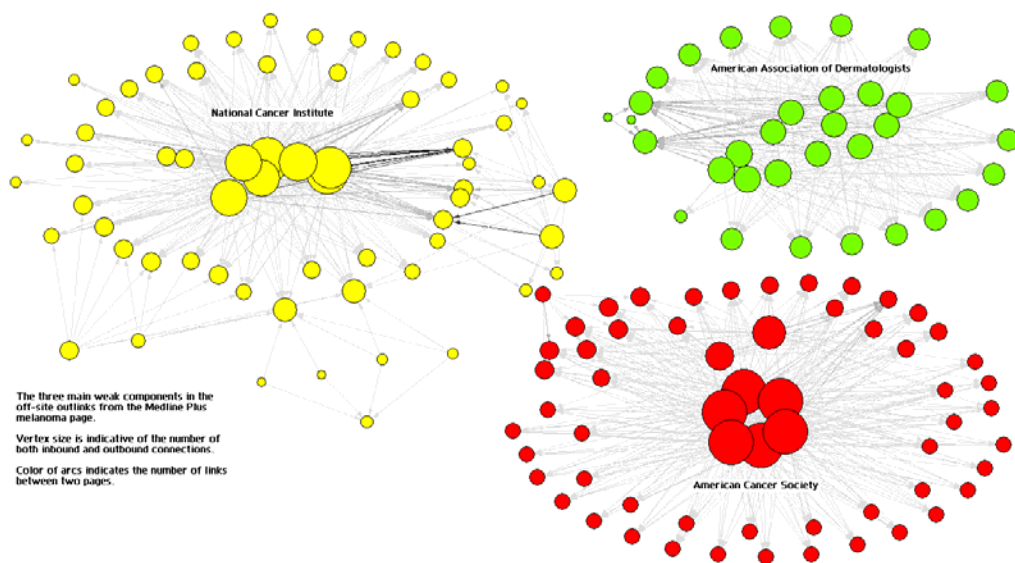 American Association of Dermatologists
National Cancer Institute
The three main weak components in the
off-site outlinks from the Medline Plus
melanoma page.
Vertex size is indicative of the number of
both inbound and outbound connections.
Color of arcs indicates the number of links
between two pages.
American Cancer Society